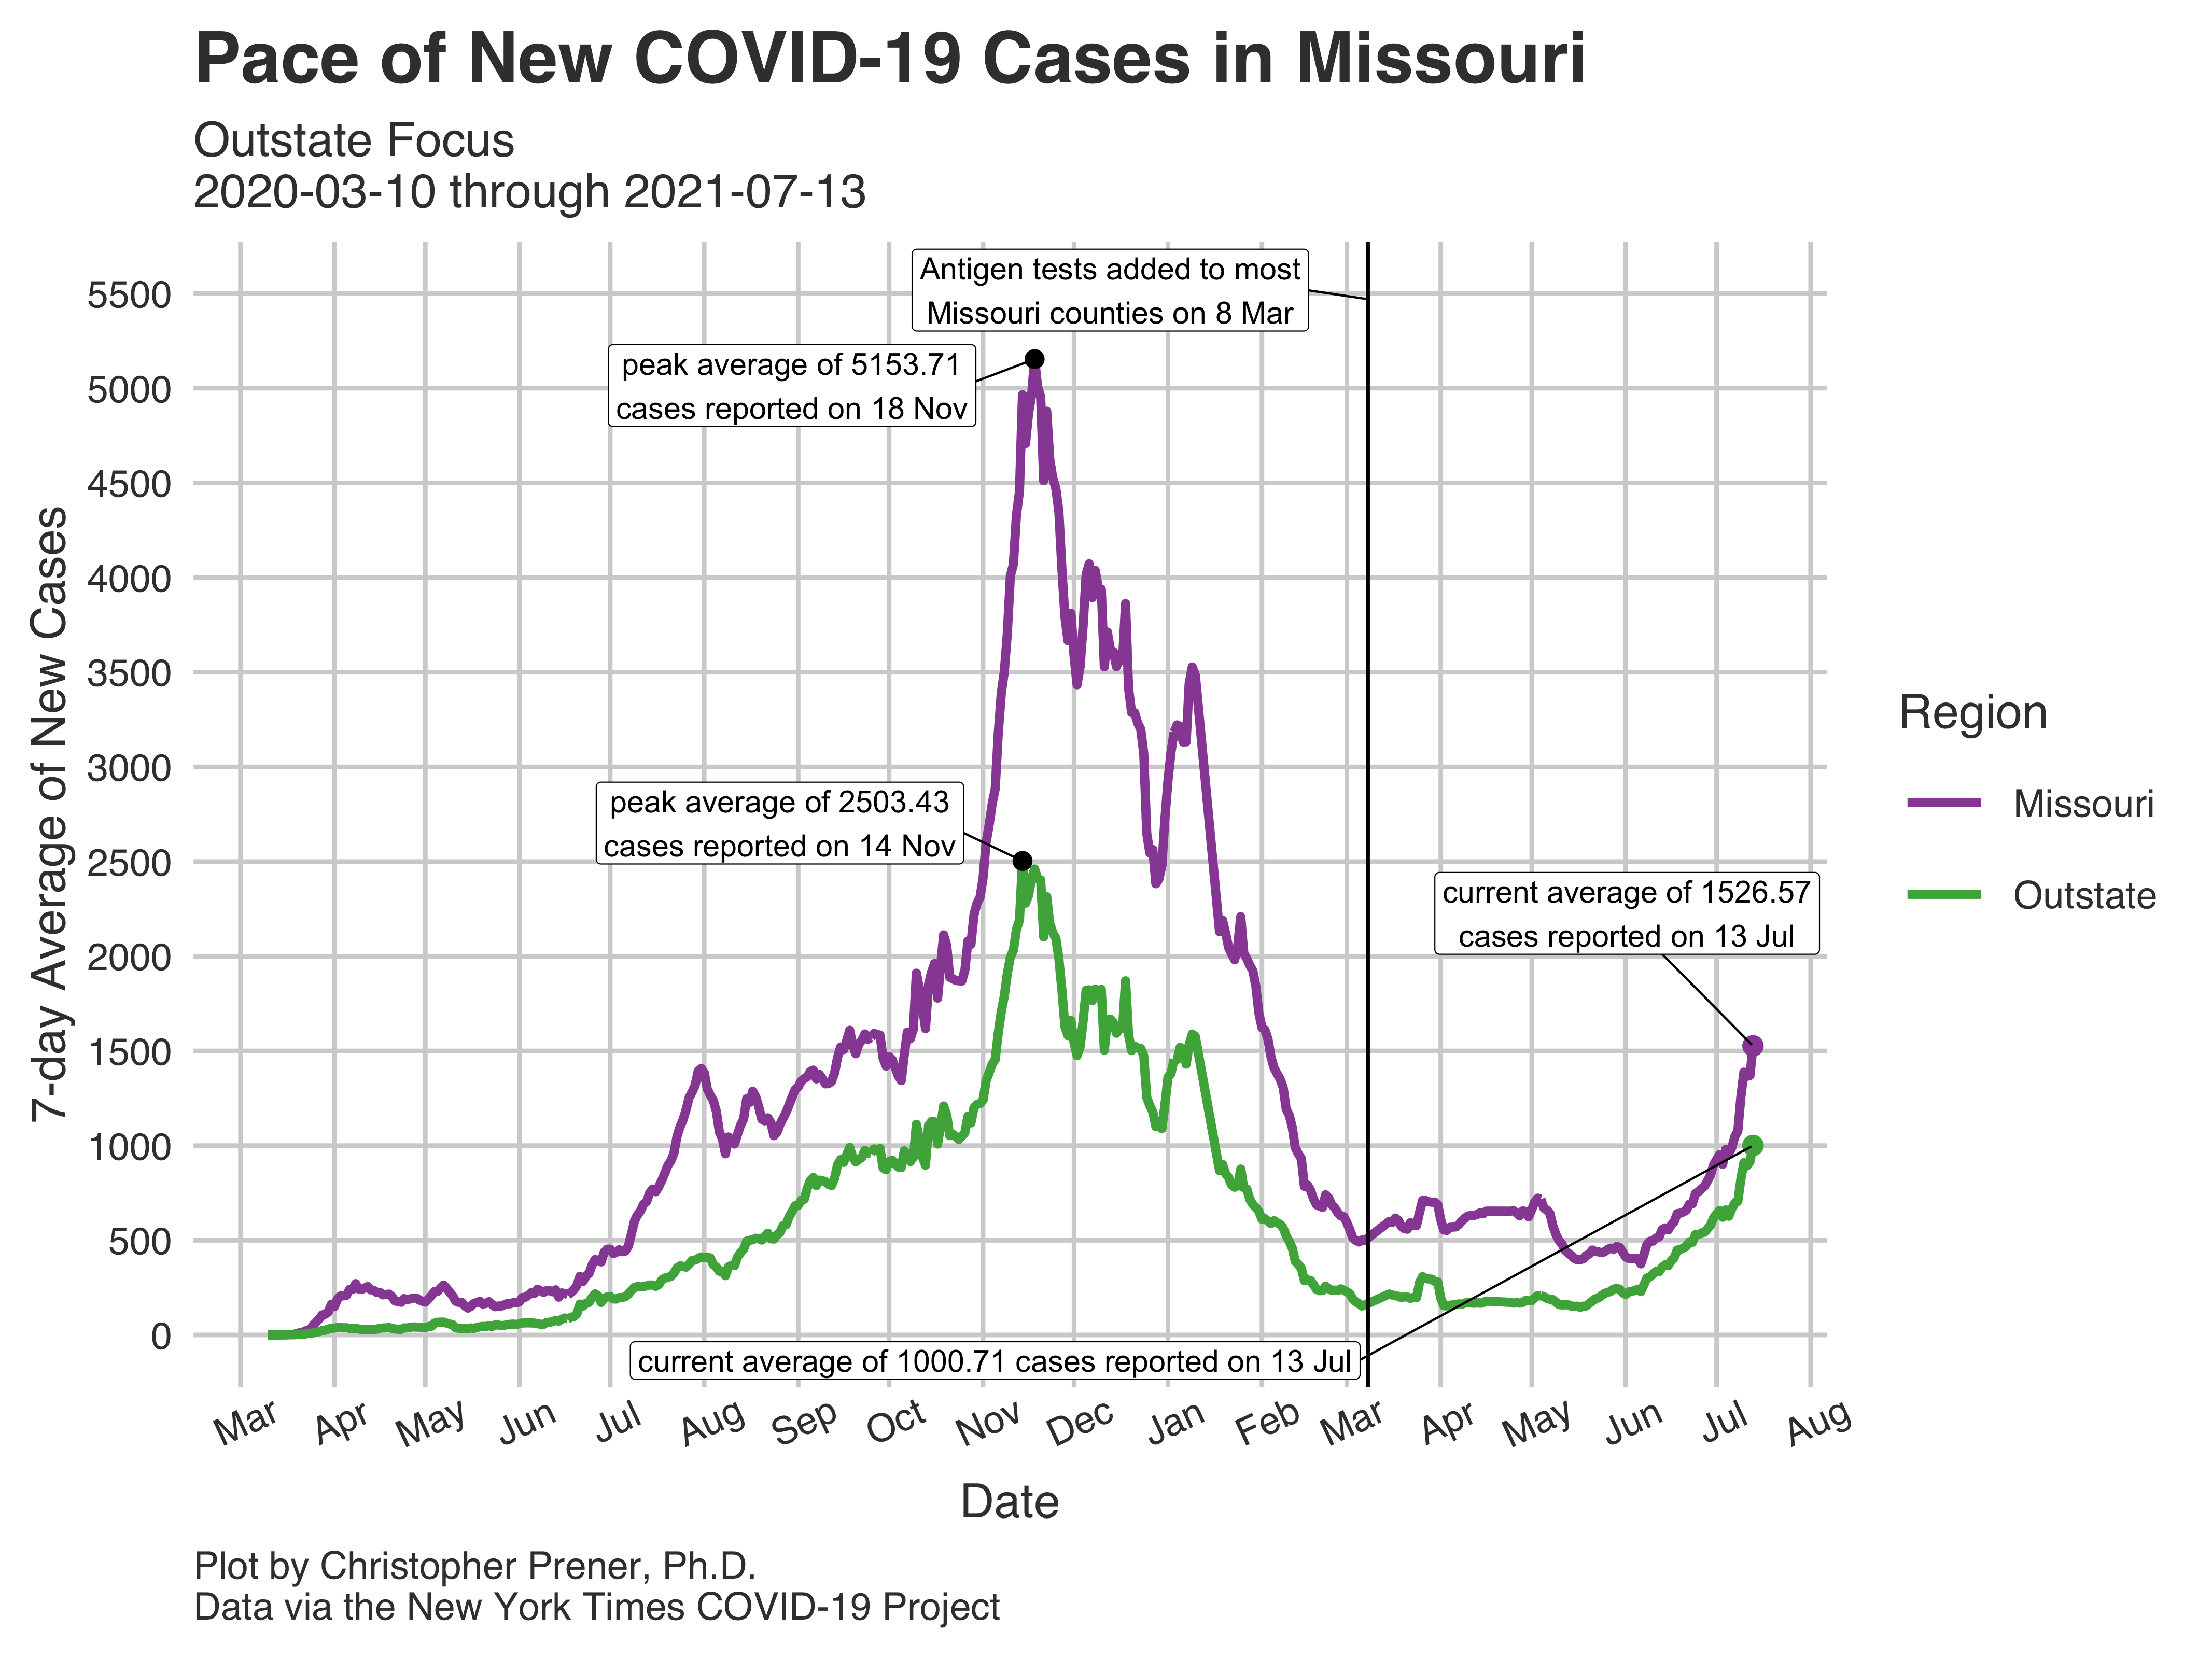 Pace of New COVID-19 Cases in Missouri
Outstate Focus
2020-03-10 through 2021-07-13
Antigen tests added to most
Missouri counties on 8 Mar
peak average of 5153.71
cases reported on 18 Nov
peak average of 2503.43
cases reported on 14 Nov
current average of 1526.57
cases reported on 13 Jul
current average of 1000.71 cases reported on 13 Jul
7-day Average of New Cases
5500
5000
4500
4000
3500
3000
2500
2000
1500
1000
500
0
Mar Apr May Jun Jul Aug Sep Oct Nov Dec Jan Feb Mar Apr May Jun Jul Aug
Date
Region
Missouri
Outstate
Plot by Christopher Prener, Ph.D.
Data via the New York Times COVID-19 Project